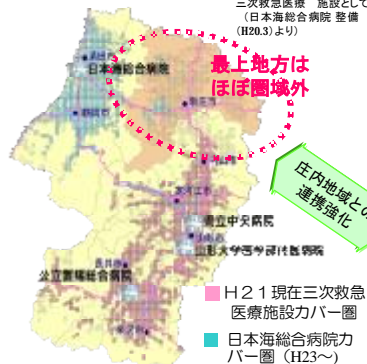 三次救急医療 施設として
（日本海総合病院 整備
（H20.3）より）
日本海総合病院
最上地方は
ほぼ圏域外
庄内地域との
連携強化
県立中央病院
山形大学医学部付属病院
公立置賜総合病院
H21現在三次救急
医療施設カバー圏
日本海総合病院カ
バー圏（H23～）